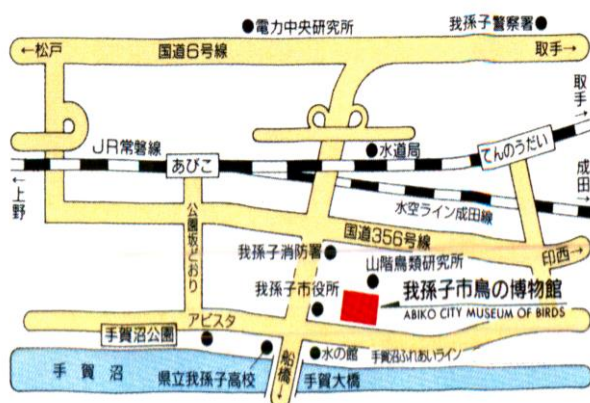 ●電力中央研究所
我孫子警察署●
←松戸
国道6号線
取手→
取手→
JR常磐線
あびこ
●水道局
てんのうだい
←上野
成田→
水空ライン成田線
公園坂どおり
国道356号線
我孫子消防署●
印西→
山階鳥類研究所
我孫子市役所
我孫子市鳥の博物館
ABIKO CITY MUSEUM OF BIRDS
アビスタ
手賀沼公園
●水の館
手賀沼ふれあいライン
手賀沼
県立我孫子高校
船橋→
手賀大橋